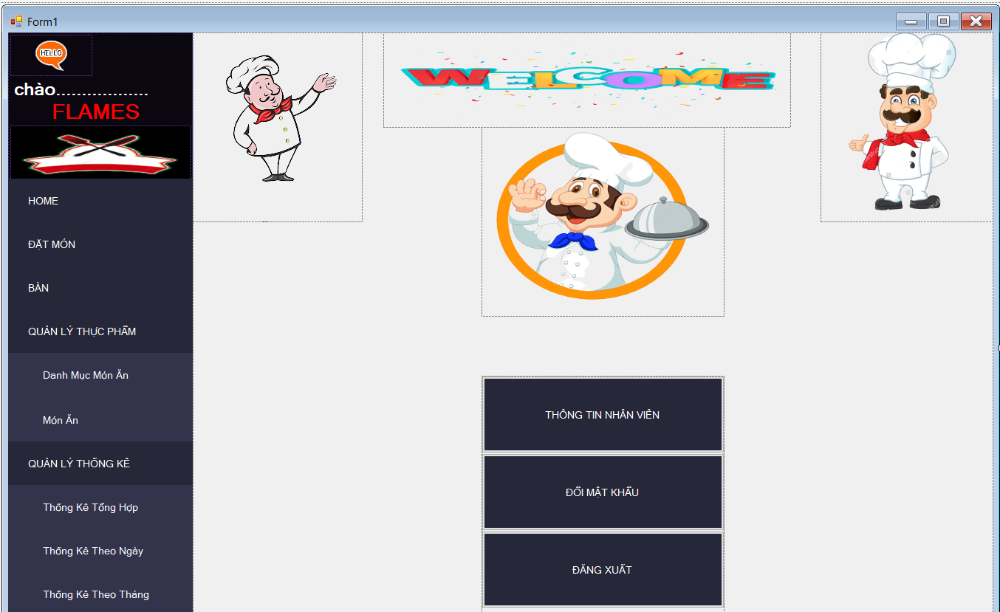 Form1
HELLO
chào..................
FLAMES
HOME
ĐẶT MÓN
BÀN
QUẢN LÝ THỰC PHẨM
Danh Mục Món Ăn
Món Ăn
QUẢN LÝ THỐNG KÊ
Thống Kê Tổng Hợp
Thống Kê Theo Ngày
Thống Kê Theo Tháng
WELCOME
THÔNG TIN NHÂN VIÊN
ĐỔI MẬT KHẨU
ĐĂNG XUẤT